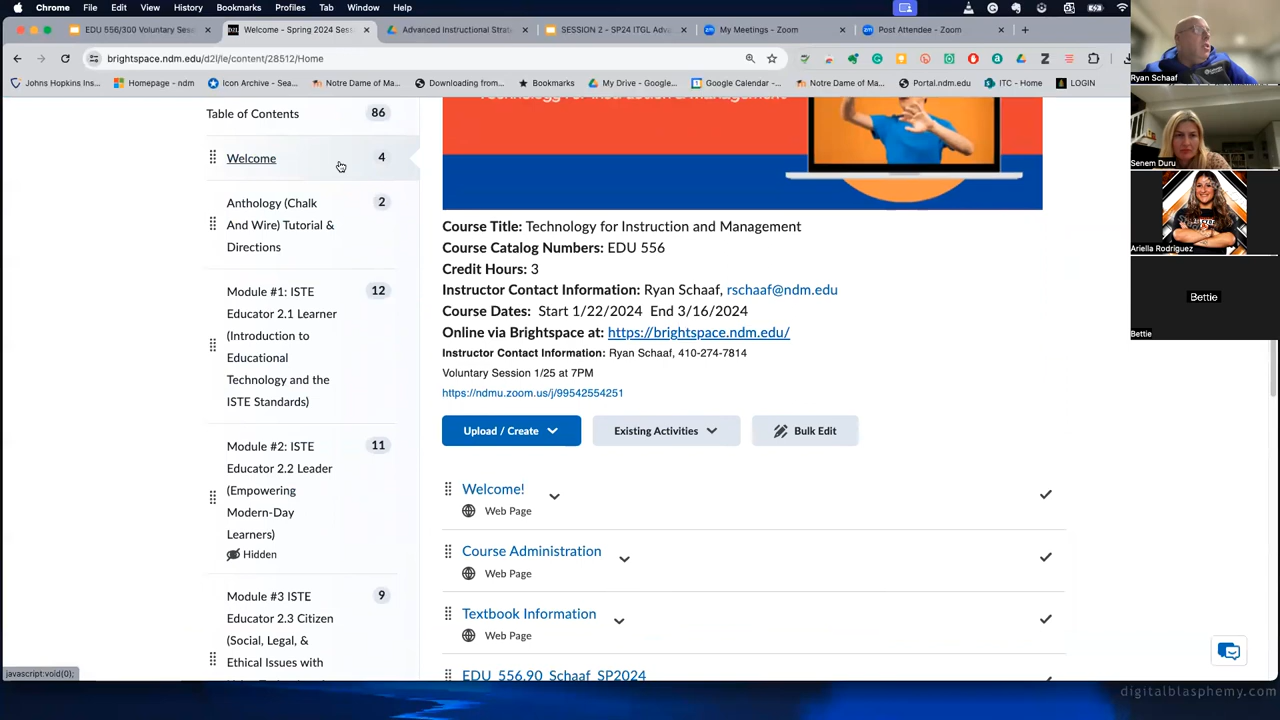 Chrome File Edit View History Bookmarks Profiles Tab Window Help
EDU 556/300 Voluntary Ses
Welcome - Spring 2024 Sess
Advanced Instructional Strat
SESSION 2 - SP24 ITGL Adv
My Meetings - Zoom
Post Attendee - Zoom
brightspace.ndm.edu/d2l/le/content/28512/Home
Johns Hopkins Ins...
Homepage - ndm
Icon Archive - Sea...
Notre Dame of Ma...
Downloading from...
Bookmarks
My Drive - Google...
Google Calendar -...
Notre Dame of Ma...
Portal.ndm.edu
ITC - Home
LOGIN
Table of Contents 86
Welcome 4
Anthology (Chalk 2
And Wire) Tutorial &
Directions
Module #1: ISTE 12
Educator 2.1 Learner
(Introduction to
Educational
Technology and the
ISTE Standards)
Module #2: ISTE 11
Educator 2.2 Leader
(Empowering
Modern-Day
Learners)
Hidden
Module #3 ISTE 9
Educator 2.3 Citizen
(Social, Legal, &
Ethical Issues with
javascript:void(0);
Technology for Instruction & Management
Course Title: Technology for Instruction and Management
Course Catalog Numbers: EDU 556
Credit Hours: 3
Instructor Contact Information: Ryan Schaaf, rschaaf@ndm.edu
Course Dates: Start 1/22/2024 End 3/16/2024
Online via Brightspace at: https://brightspace.ndm.edu/
Instructor Contact Information: Ryan Schaaf, 410-274-7814
Voluntary Session 1/25 at 7PM
https://ndmu.zoom.us/j/99542554251
Upload / Create
Existing Activities
Bulk Edit
Welcome!
Web Page
Course Administration
Web Page
Textbook Information
Web Page
EDU_556.90_Schaaf_SP2024
Ryan Schaaf
Senem Duru
Ariella Rodriguez
Bettie
Bettie
digitalblasphemy.com